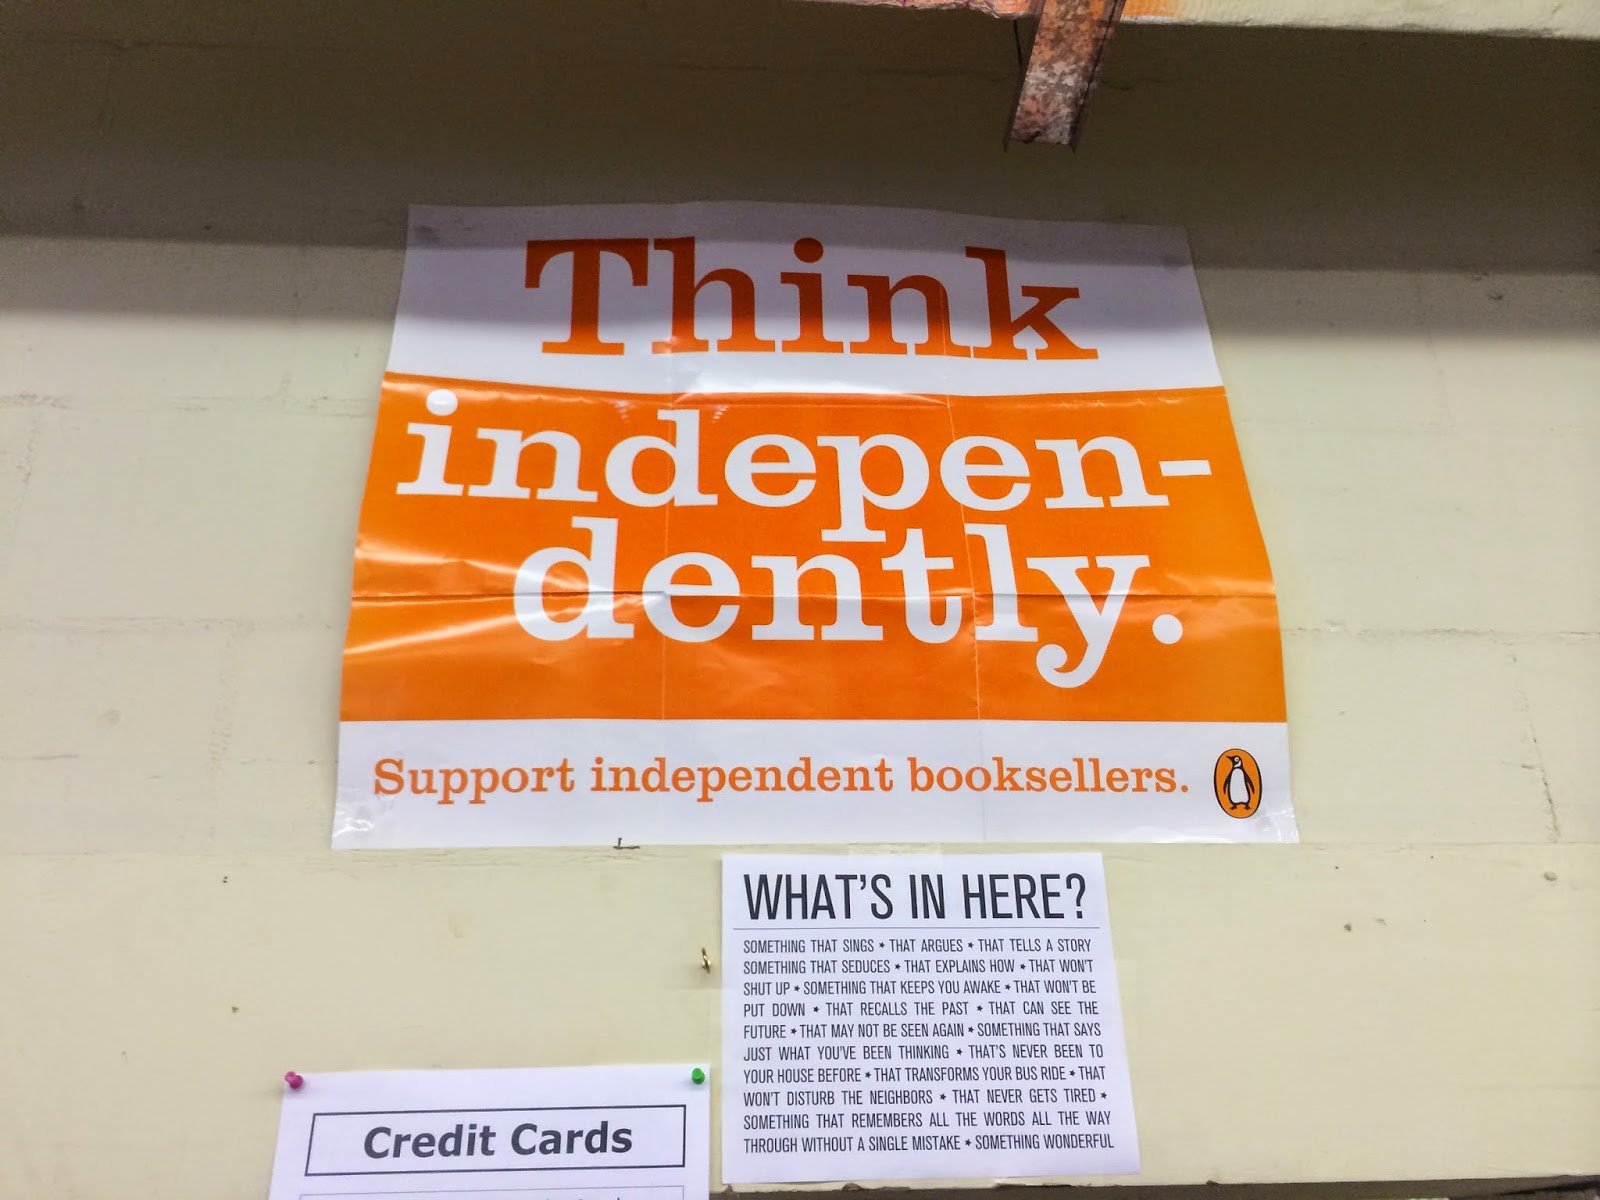 Think
indepen-
dently.
Support independent booksellers.
WHAT'S IN HERE?
SOMETHING THAT SINGS ★ THAT ARGUES ★ THAT TELLS A STORY
SOMETHING THAT SEDUCES ★ THAT EXPLAINS HOW ★ THAT WON'T
SHUT UP ★ SOMETHING THAT KEEPS YOU AWAKE ★ THAT WON'T BE
PUT DOWN ★ THAT RECALLS THE PAST ★ THAT CAN SEE THE
FUTURE ★ THAT MAY NOT BE SEEN AGAIN ★ SOMETHING THAT SAYS
JUST WHAT YOU'VE BEEN THINKING ★ THAT'S NEVER BEEN TO
YOUR HOUSE BEFORE ★ THAT TRANSFORMS YOUR BUS RIDE ★ THAT
WON'T DISTURB THE NEIGHBORS ★ THAT NEVER GETS TIRED ★
SOMETHING THAT REMEMBERS ALL THE WORDS ALL THE WAY
THROUGH WITHOUT A SINGLE MISTAKE ★ SOMETHING WONDERFUL
Credit Cards